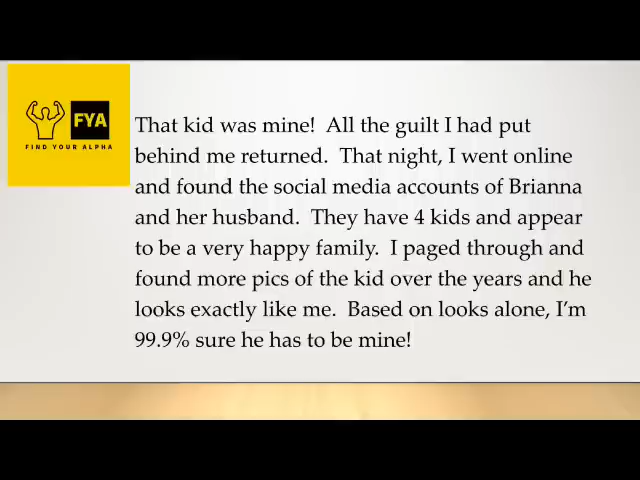 FYA
FIND YOUR ALPHA
That kid was mine!  All the guilt I had put
behind me returned.  That night, I went online
and found the social media accounts of Brianna
and her husband.  They have 4 kids and appear
to be a very happy family.  I paged through and
found more pics of the kid over the years and he
looks exactly like me.  Based on looks alone, I’m
99.9% sure he has to be mine!